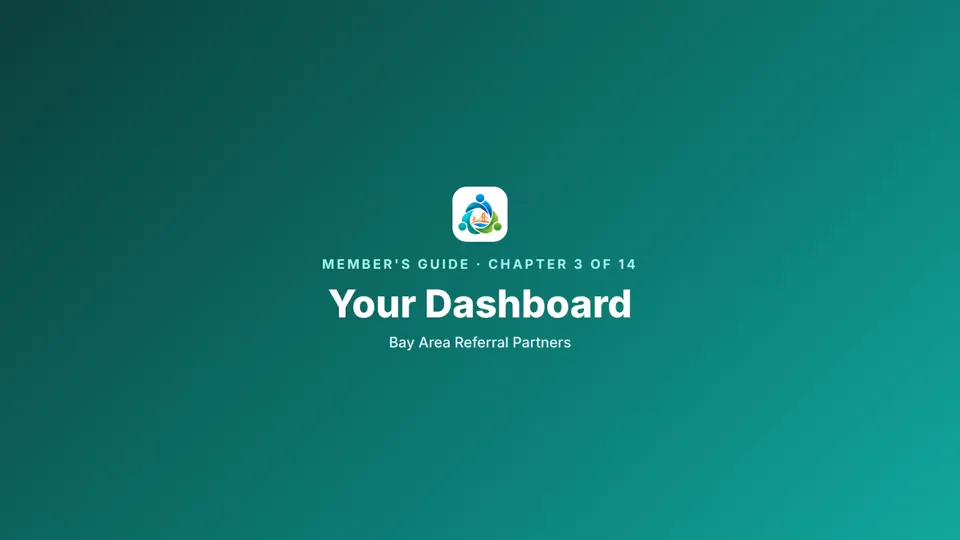 MEMBER'S GUIDE · CHAPTER 3 OF 14
Your Dashboard
Bay Area Referral Partners